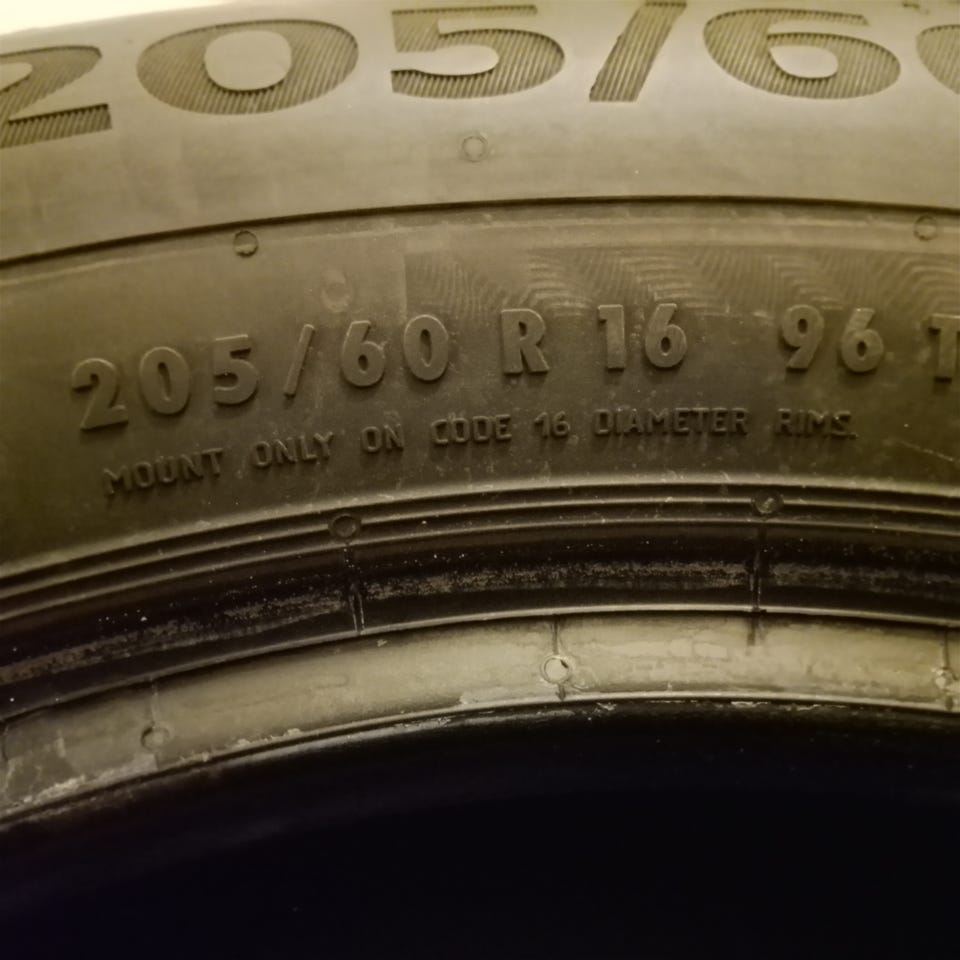 205/6
205/60 R 16 96 T
MOUNT ONLY ON CODE 16 DIAMETER RIMS.